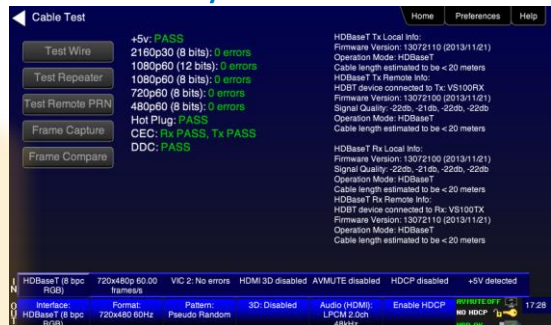 Cable Test
Home
Preferences
Help
Test Wire
Test Repeater
Test Remote PRN
Frame Capture
Frame Compare
+5v: PASS
2160p30 (8 bits): 0 errors
1080p60 (12 bits): 0 errors
1080p60 (8 bits): 0 errors
720p60 (8 bits): 0 errors
480p60 (8 bits): 0 errors
Hot Plug: PASS
CEC: Rx PASS, Tx PASS
DDC: PASS
HDBaseT Tx Local Info:
Firmware Version: 13072110 (2013/11/21)
Operation Mode: HDBaseT
Cable length estimated to be < 20 meters
HDBaseT Tx Remote Info:
HDBT device connected to Tx: VS100RX
Firmware Version: 13072100 (2013/11/21)
Signal Quality: -22db, -21db, -22db, -22db
Operation Mode: HDBaseT
Cable length estimated to be < 20 meters
HDBaseT Rx Local Info:
Firmware Version: 13072100 (2013/11/21)
Signal Quality: -22db, -21db, -22db, -22db
Operation Mode: HDBaseT
Cable length estimated to be < 20 meters
HDBaseT Rx Remote Info:
HDBT device connected to Rx: VS100TX
Firmware Version: 13072110 (2013/11/21)
Operation Mode: HDBaseT
Cable length estimated to be < 20 meters
IN
HDBaseT (8 bpc
RGB)
720x480p 60.00
frames/s
VIC 2: No errors
HDMI 3D disabled
AVMUTE disabled
HDCP disabled
+5V detected
OUT
Interface:
HDBaseT (8 bpc
RGB)
Format:
720x480 60Hz
Pattern:
Pseudo Random
3D: Disabled
Audio (HDMI):
LPCM 2.0ch
48kHz
Enable HDCP
AVMUTE OFF
NO HDCP
17:28